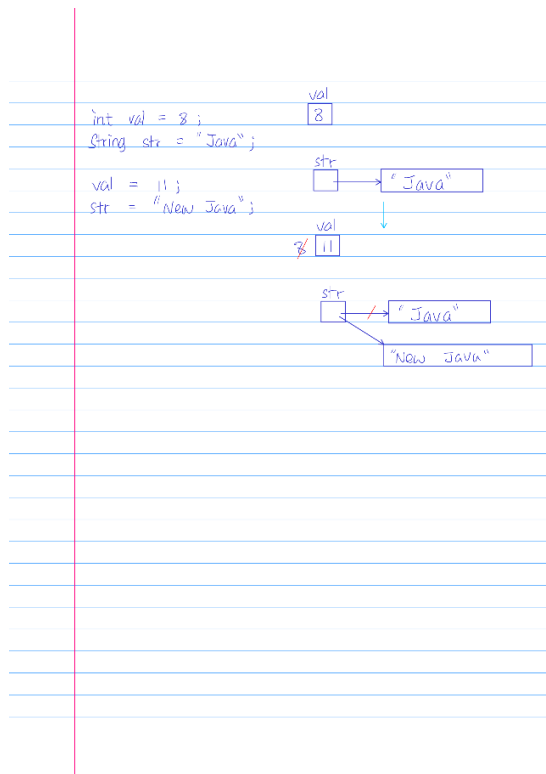 int val = 8 ;
String str = "Java" ;
val = 11 ;
str = "New Java" ;
val
8
str
"Java"
val
8 11
str
"Java"
"New Java"